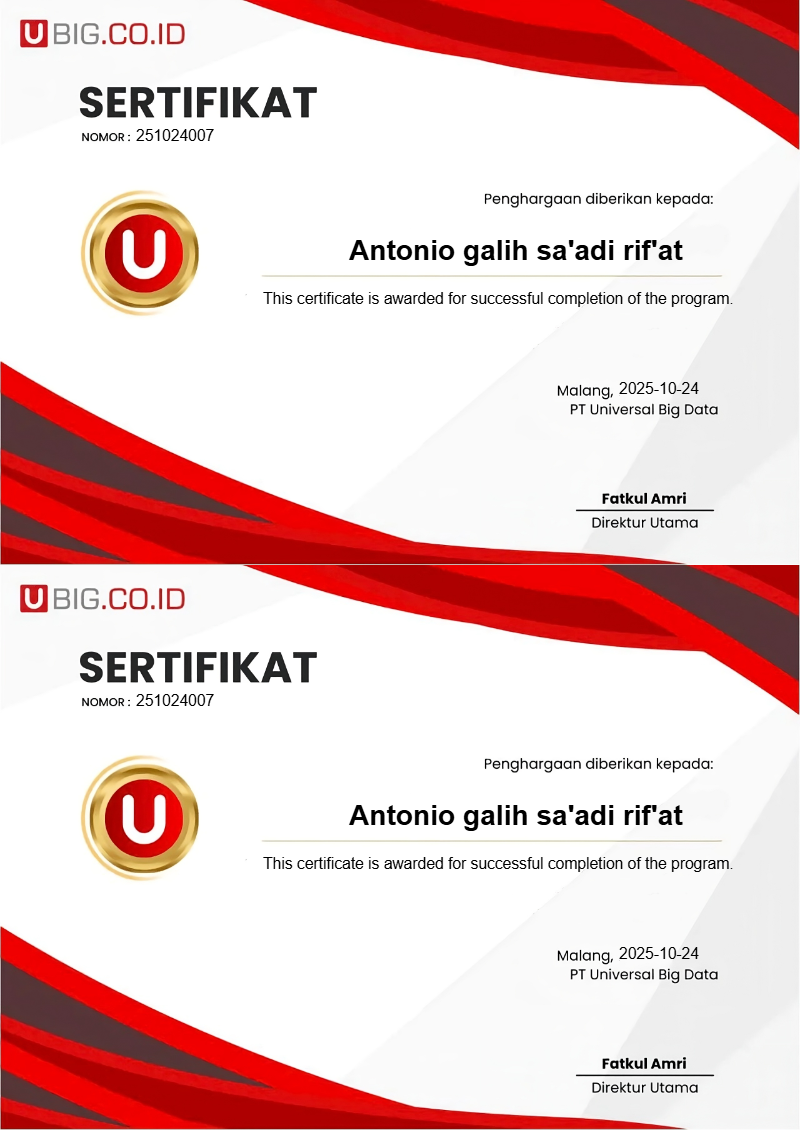 UBIG.CO.ID
SERTIFIKAT
NOMOR : 251024007
Penghargaan diberikan kepada:
U
Antonio galih sa'adi rif'at
This certificate is awarded for successful completion of the program.
Malang, 2025-10-24
PT Universal Big Data
Fatkul Amri
Direktur Utama
UBIG.CO.ID
SERTIFIKAT
NOMOR : 251024007
Penghargaan diberikan kepada:
U
Antonio galih sa'adi rif'at
This certificate is awarded for successful completion of the program.
Malang, 2025-10-24
PT Universal Big Data
Fatkul Amri
Direktur Utama